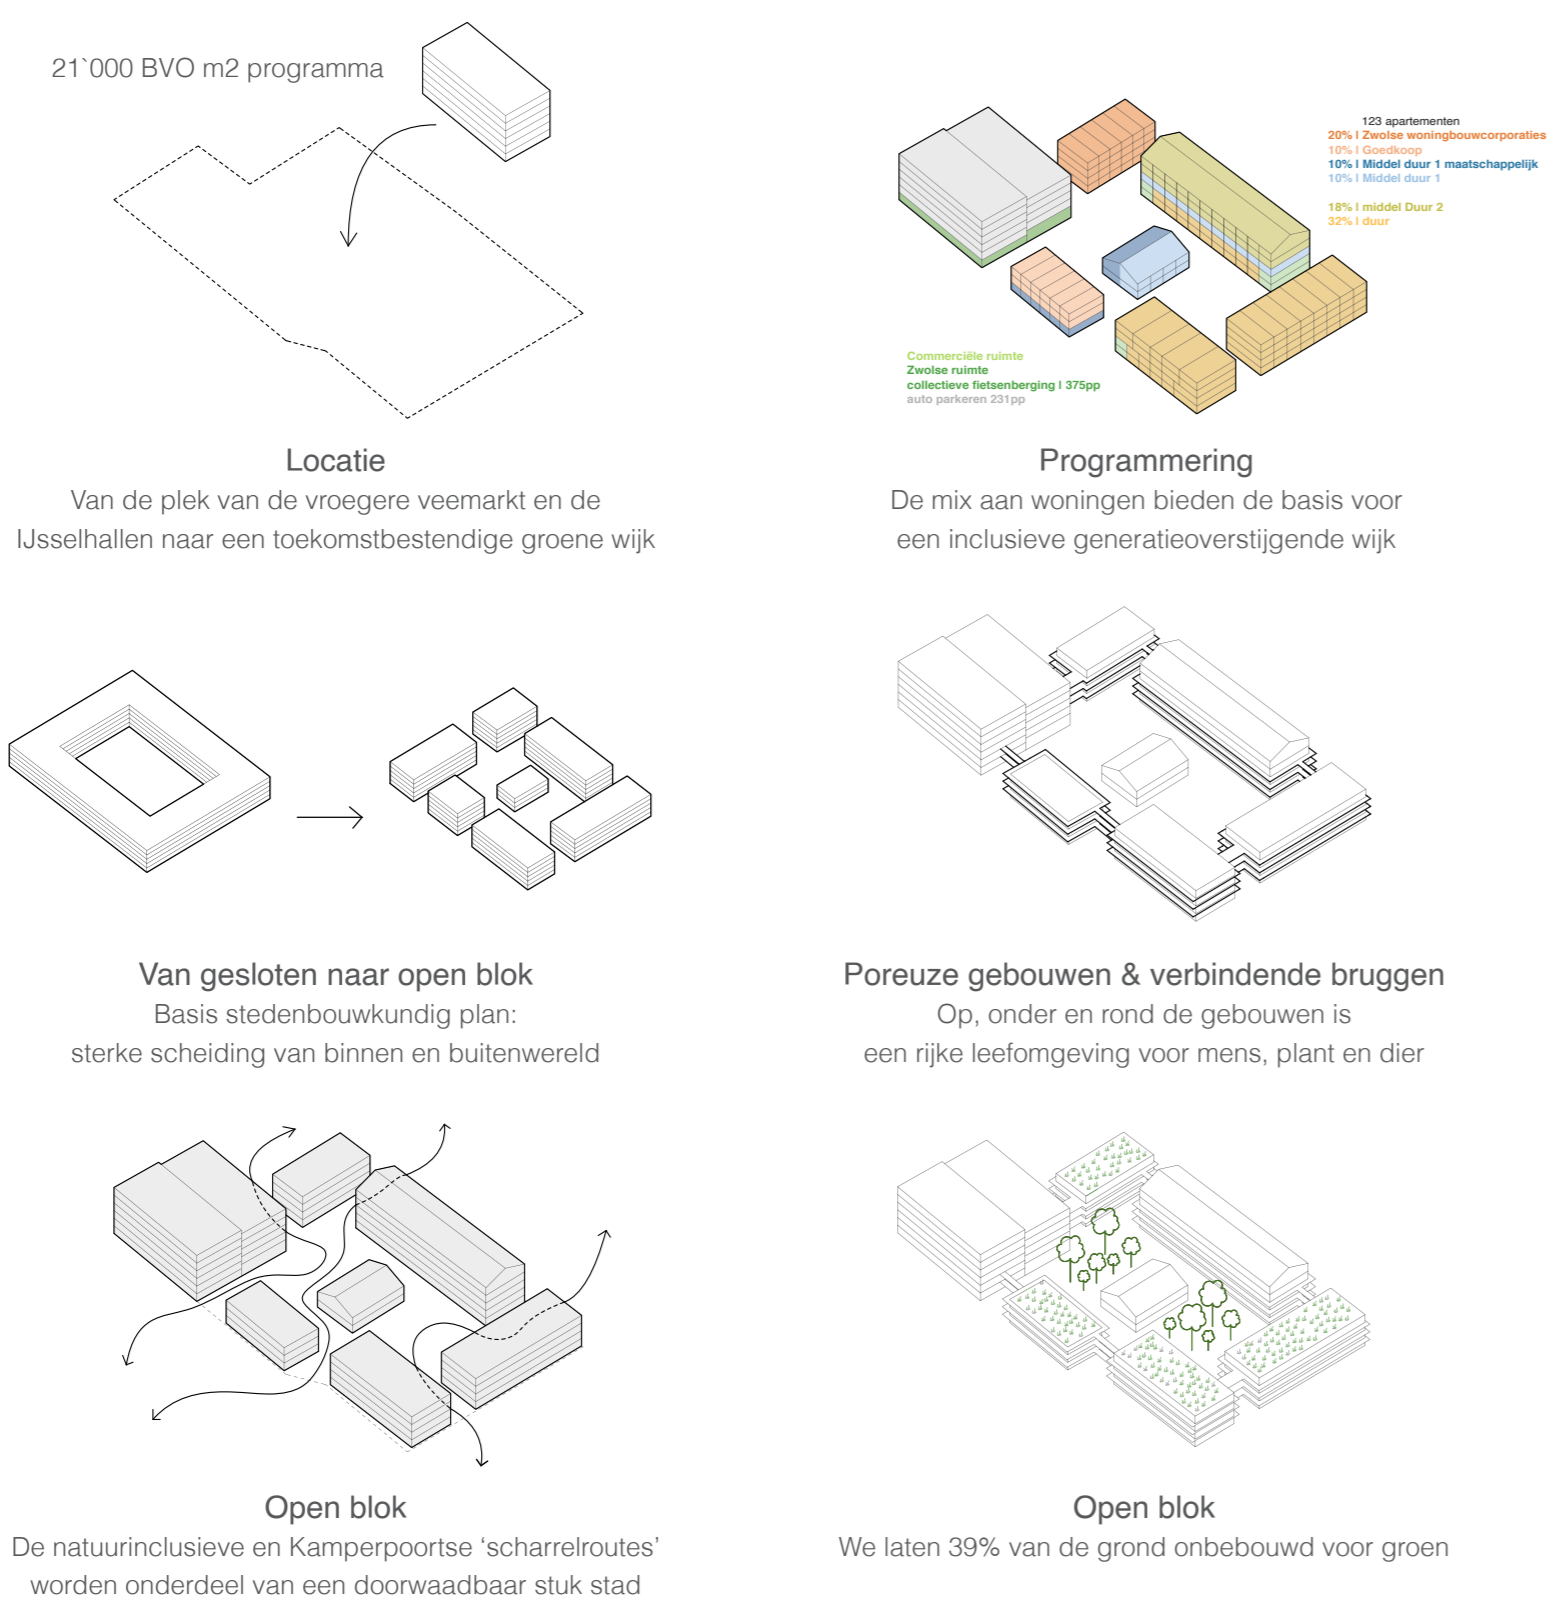 21`000 BVO m2 programma
Locatie
Van de plek van de vroegere veemarkt en de
IJsselhallen naar een toekomstbestendige groene wijk
123 apartementen
20% I Zwolse woningbouwcorporaties
10% I Goedkoop
10% I Middel duur 1 maatschappelijk
10% I Middel duur 1
18% I middel Duur 2
32% I duur
Commerciële ruimte
Zwolse ruimte
collectieve fietsenberging I 375pp
auto parkeren 231pp
Programmering
De mix aan woningen bieden de basis voor
een inclusieve generatieoverstijgende wijk
Van gesloten naar open blok
Basis stedenbouwkundig plan:
sterke scheiding van binnen en buitenwereld
Poreuze gebouwen & verbindende bruggen
Op, onder en rond de gebouwen is
een rijke leefomgeving voor mens, plant en dier
Open blok
De natuurinclusieve en Kamperpoortse ‘scharrelroutes’
worden onderdeel van een doorwaadbaar stuk stad
Open blok
We laten 39% van de grond onbebouwd voor groen